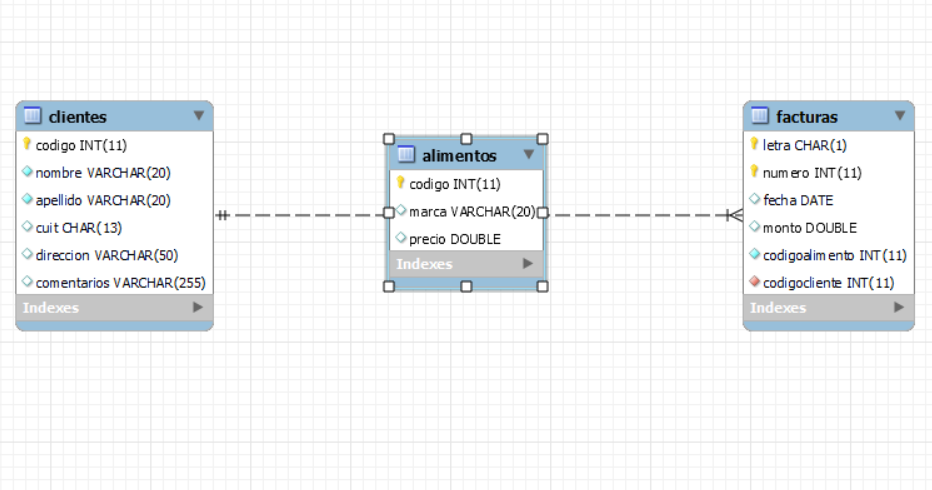 clientes
codigo INT(11)
nombre VARCHAR(20)
apellido VARCHAR(20)
cuit CHAR(13)
direccion VARCHAR(50)
comentarios VARCHAR(255)
Indexes
alimentos
codigo INT(11)
marca VARCHAR(20)
precio DOUBLE
Indexes
facturas
letra CHAR(1)
numero INT(11)
fecha DATE
monto DOUBLE
codigoalimento INT(11)
codigocliente INT(11)
Indexes